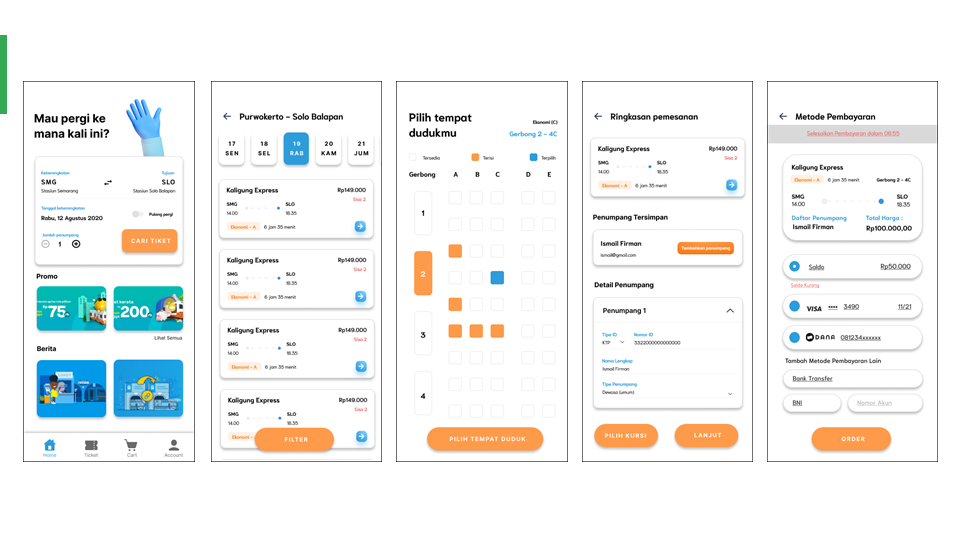 Mau pergi ke
mana kali ini?
Keberangkatan
Tujuan
SMG
SLO
Stasiun Semarang
Stasiun Solo Balapan
Tanggal keberangkatan
Rabu, 12 Agustus 2020
Pulang pergi
Jumlah penumpang
1
CARI TIKET
Promo
75
200
Lihat Semua
Berita
Home
Ticket
Cart
Account
Purwokerto - Solo Balapan
17 18 19 20 21
SEN SEL RAB KAM JUM
Kaligung Express Rp149.000
Sisa 2
SMG SLO
14.00 18.35
Ekonomi - A 6 jam 35 menit
Kaligung Express Rp149.000
Sisa 2
SMG SLO
14.00 18.35
Ekonomi - A 6 jam 35 menit
Kaligung Express Rp149.000
Sisa 2
SMG SLO
14.00 18.35
Ekonomi - A 6 jam 35 menit
Kaligung Express Rp149.000
Sisa 2
SMG SLO
14.00 18.35
Ekonomi
FILTER
Pilih tempat
dudukmu
Ekonomi (C)
Gerbong 2 - 4C
Tersedia Terisi Terpilih
Gerbong A B C D E
1
2
3
4
PILIH TEMPAT DUDUK
Ringkasan pemesanan
Kaligung Express Rp149.000
Sisa 2
SMG SLO
14.00 18.35
Ekonomi - A 6 jam 35 menit
Penumpang Tersimpan
Ismail Firman
ismail@gmail.com
Tambahkan penumpang
Detail Penumpang
Penumpang 1
Tipe ID Nomor ID
KTP 3322000000000000
Nama Lengkap
Ismail Firman
Tipe Penumpang
Dewasa (umum)
PILIH KURSI LANJUT
Metode Pembayaran
Selesaikan Pembayaran dalam 06:55
Kaligung Express
Ekonomi - A 6 jam 35 menit Gerbong 2 - 4C
SMG SLO
14.00 18.35
Daftar Penumpang Total Harga :
Ismail Firman Rp100.000,00
Saldo Rp50.000
Saldo Kurang
VISA •••• 3490 11/21
DANA 081234xxxxxx
Tambah Metode Pembayaran Lain
Bank Transfer
BNI Nomor Akun
ORDER